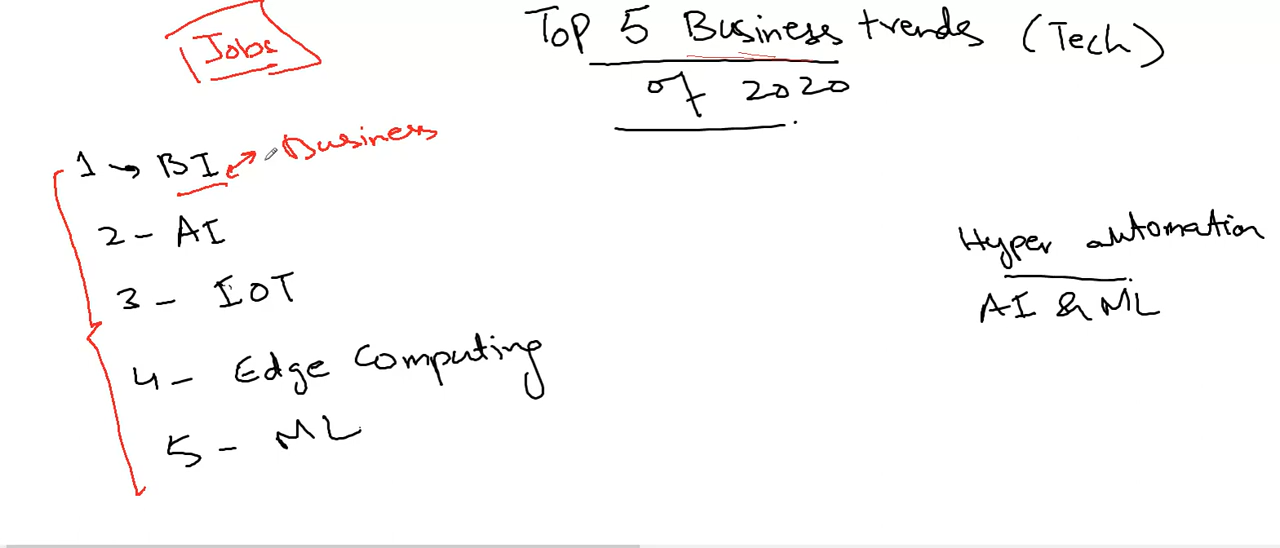 Jobs
Top 5 Business trends (Tech)
of 2020
1 → BI ↔ Business
2 - AI
3 - IoT
4 - Edge Computing
5 - ML
Hyper automation
AI & ML